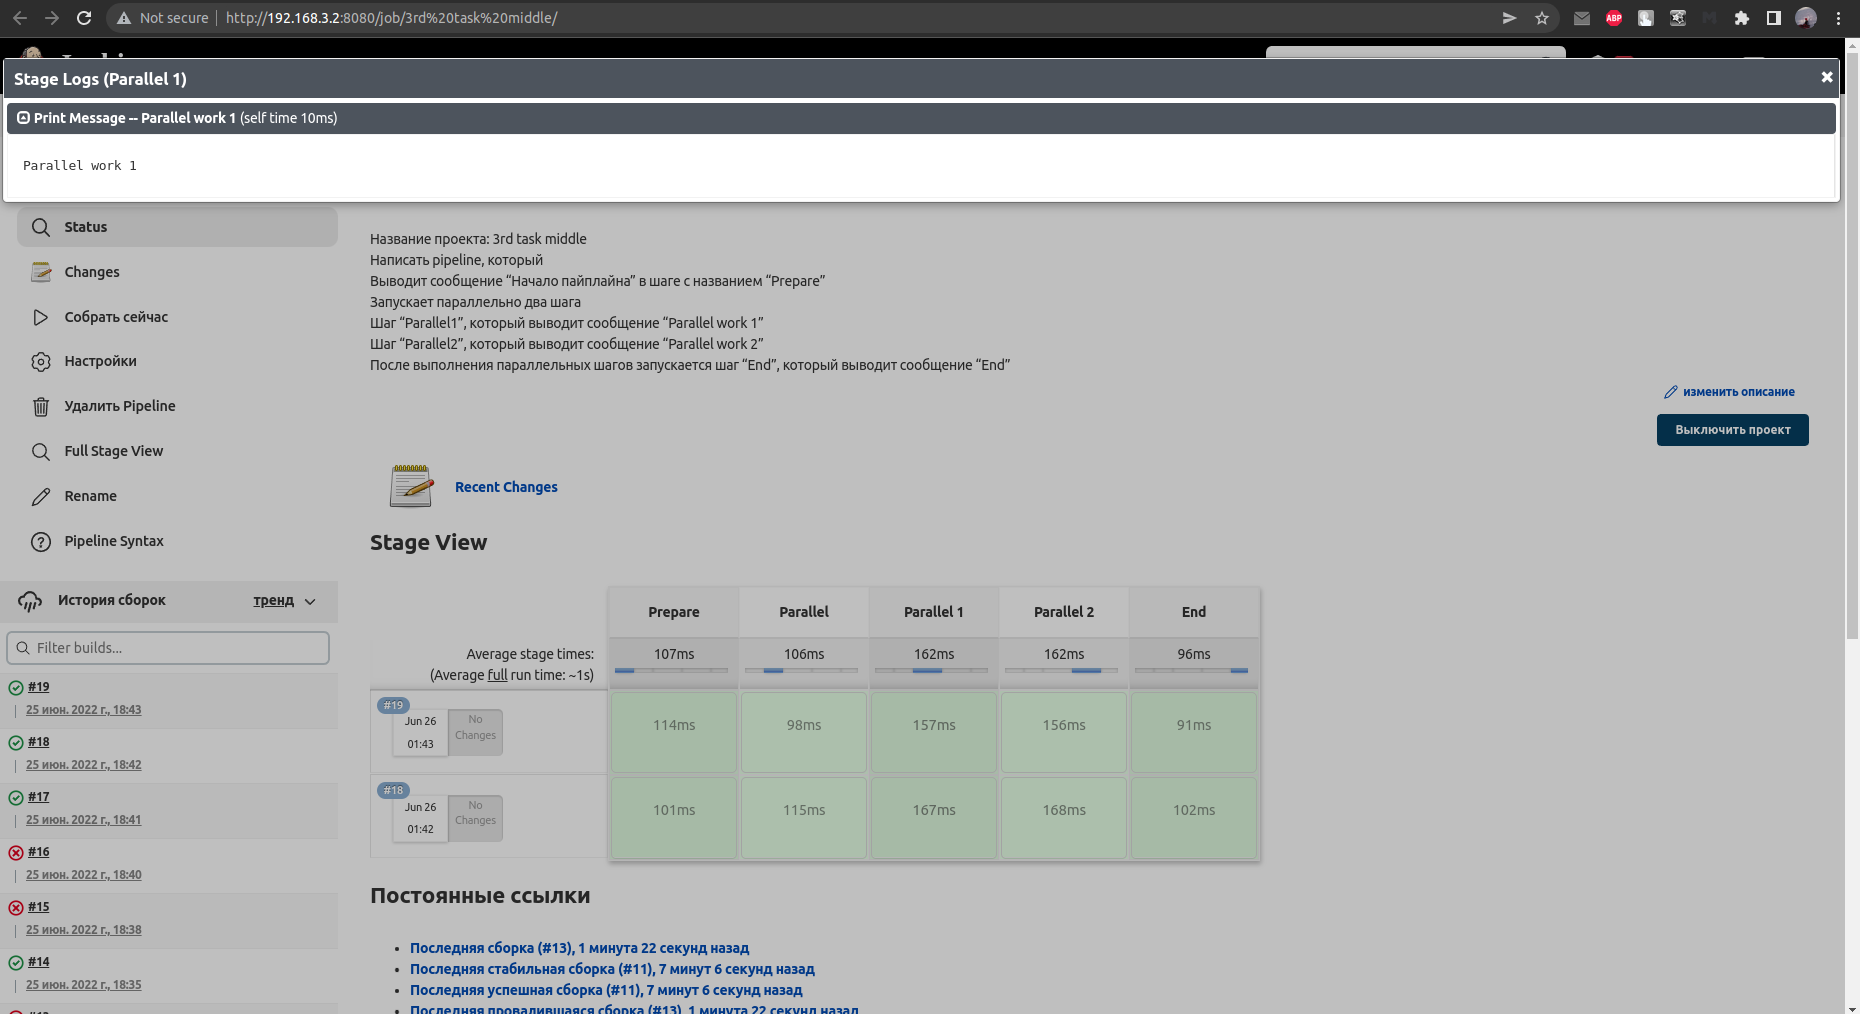 Not secure
http://192.168.3.2:8080/job/3rd%20task%20middle/
ABP
Stage Logs (Parallel 1)
Print Message -- Parallel work 1 (self time 10ms)
Parallel work 1
Status
Changes
Собрать сейчас
Настройки
Удалить Pipeline
Full Stage View
Rename
Pipeline Syntax
История сборок
тренд
Filter builds...
#19
25 июн. 2022 г., 18:43
#18
25 июн. 2022 г., 18:42
#17
25 июн. 2022 г., 18:41
#16
25 июн. 2022 г., 18:40
#15
25 июн. 2022 г., 18:38
#14
25 июн. 2022 г., 18:35
Название проекта: 3rd task middle
Написать pipeline, который
Выводит сообщение “Начало пайплайна” в шаге с названием “Prepare”
Запускает параллельно два шага
Шаг “Parallel1”, который выводит сообщение “Parallel work 1”
Шаг “Parallel2”, который выводит сообщение “Parallel work 2”
После выполнения параллельных шагов запускается шаг “End”, который выводит сообщение “End”
изменить описание
Выключить проект
Recent Changes
Stage View
Prepare Parallel Parallel 1 Parallel 2 End
Average stage times: 107ms 106ms 162ms 162ms 96ms
(Average full run time: ~1s)
#19
Jun 26
01:43
No
Changes
114ms 98ms 157ms 156ms 91ms
#18
Jun 26
01:42
No
Changes
101ms 115ms 167ms 168ms 102ms
Постоянные ссылки
Последняя сборка (#13), 1 минута 22 секунд назад
Последняя стабильная сборка (#11), 7 минут 6 секунд назад
Последняя успешная сборка (#11), 7 минут 6 секунд назад
Последняя провалившаяся сборка (#13), 1 минута 22 секунд назад